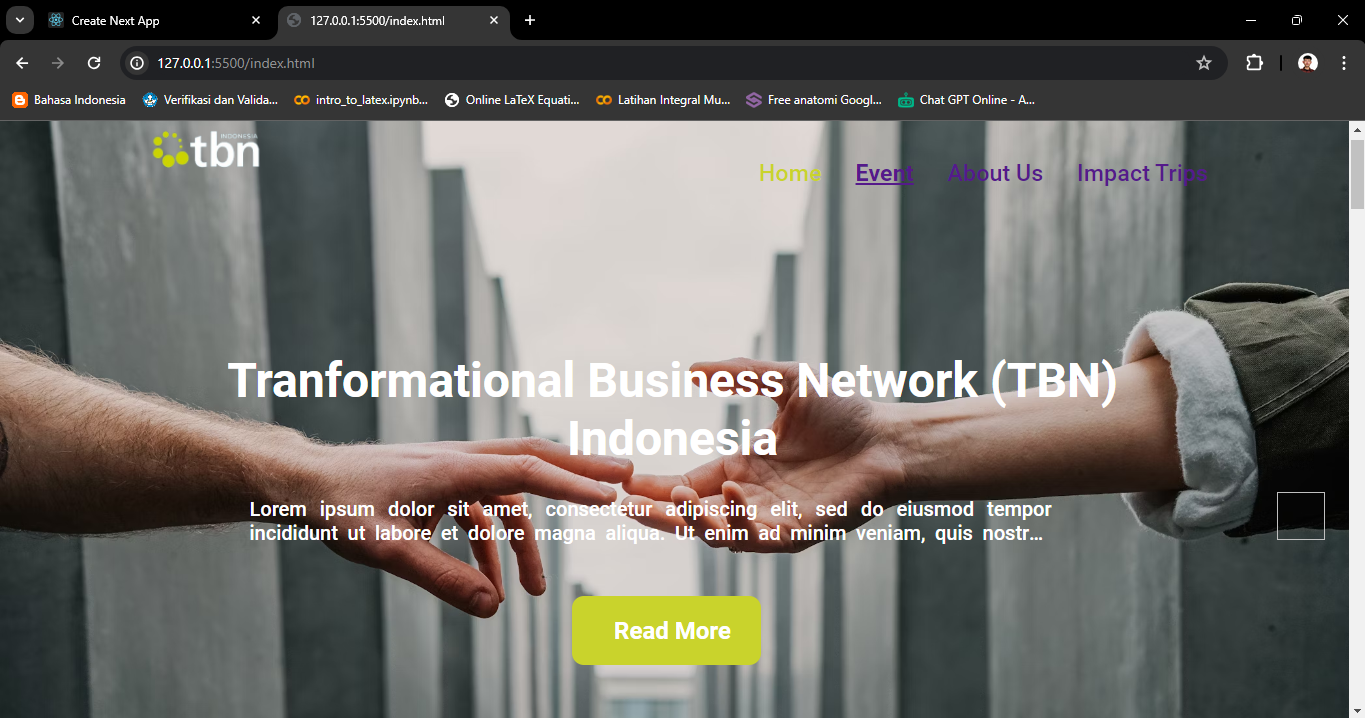 Create Next App
127.0.0.1:5500/index.html
127.0.0.1:5500/index.html
Bahasa Indonesia
Verifikasi dan Valida...
intro_to_latex.ipynb...
Online LaTeX Equati...
Latihan Integral Mu...
Free anatomi Googl...
Chat GPT Online - A...
INDONESIA
tbn
Home Event About Us Impact Trips
Tranformational Business Network (TBN)
Indonesia
Lorem ipsum dolor sit amet, consectetur adipiscing elit, sed do eiusmod tempor
incididunt ut labore et dolore magna aliqua. Ut enim ad minim veniam, quis nostr...
Read More